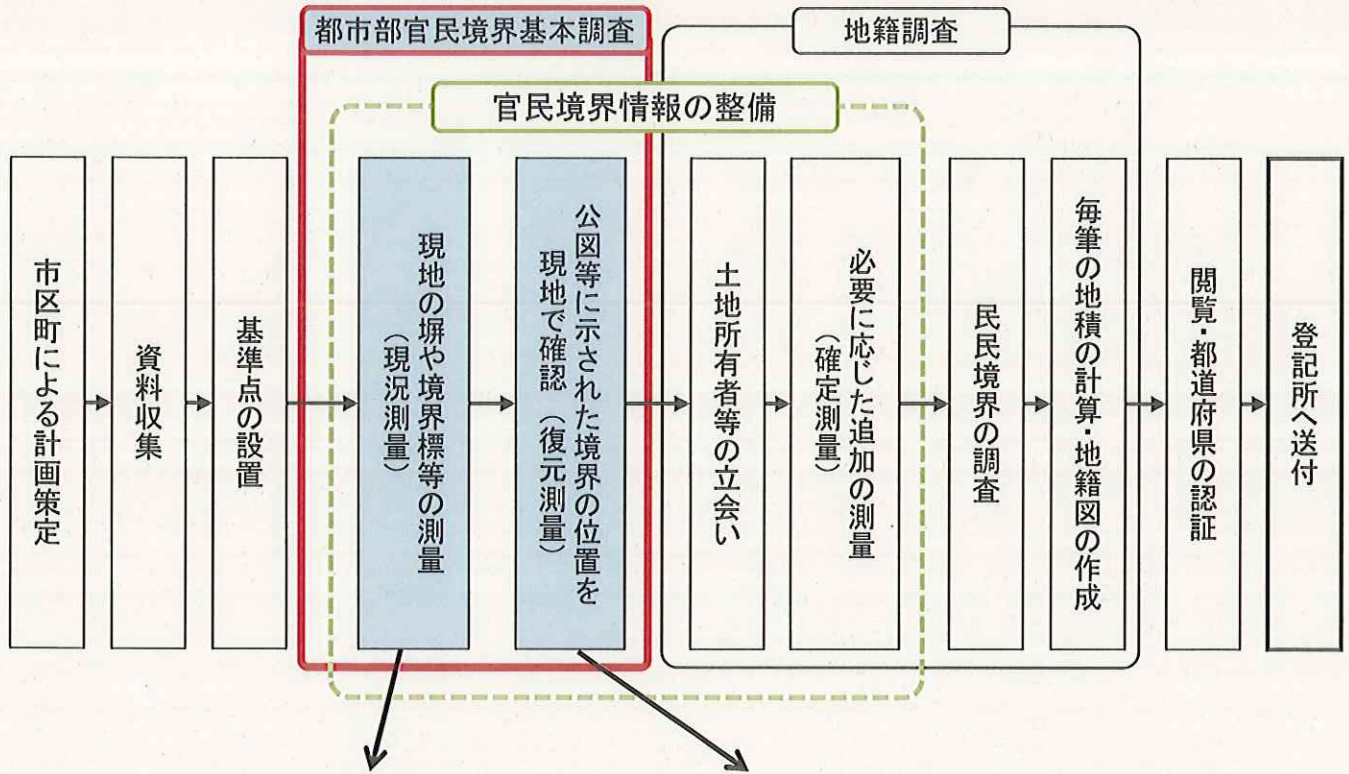 都市部官民境界基本調査
地籍調査
官民境界情報の整備
市区町による計画策定
資料収集
基準点の設置
現地の塀や境界標等の測量
（現況測量）
公図等に示された境界の位置を
現地で確認（復元測量）
土地所有者等の立会い
必要に応じた追加の測量
（確定測量）
民民境界の調査
毎筆の地積の計算・地籍図の作成
閲覧・都道府県の認証
登記所へ送付